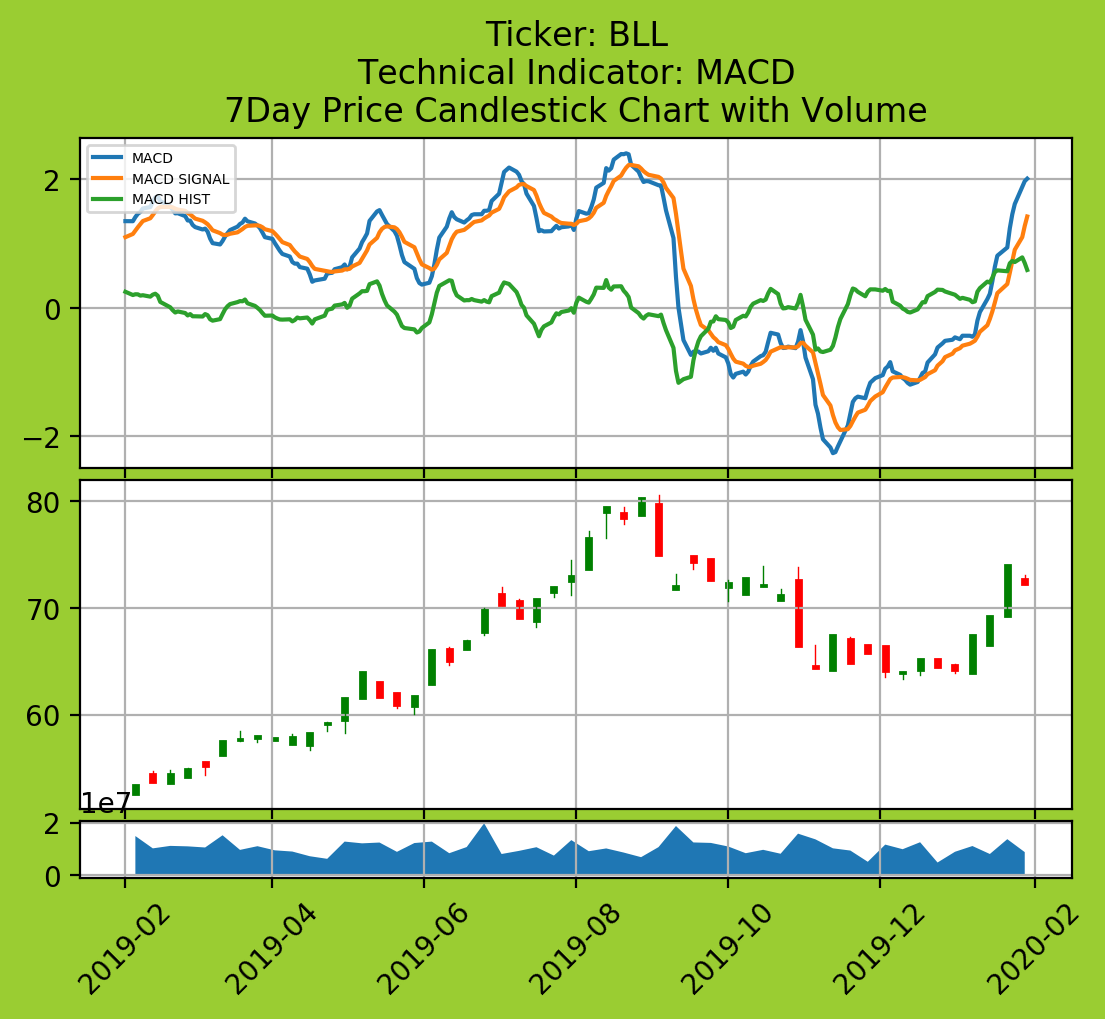 Ticker: BLL
Technical Indicator: MACD
7Day Price Candlestick Chart with Volume
MACD
MACD SIGNAL
MACD HIST
2
0
−2
80
70
60
1e7
2
0
2019-02
2019-04
2019-06
2019-08
2019-10
2019-12
2020-02